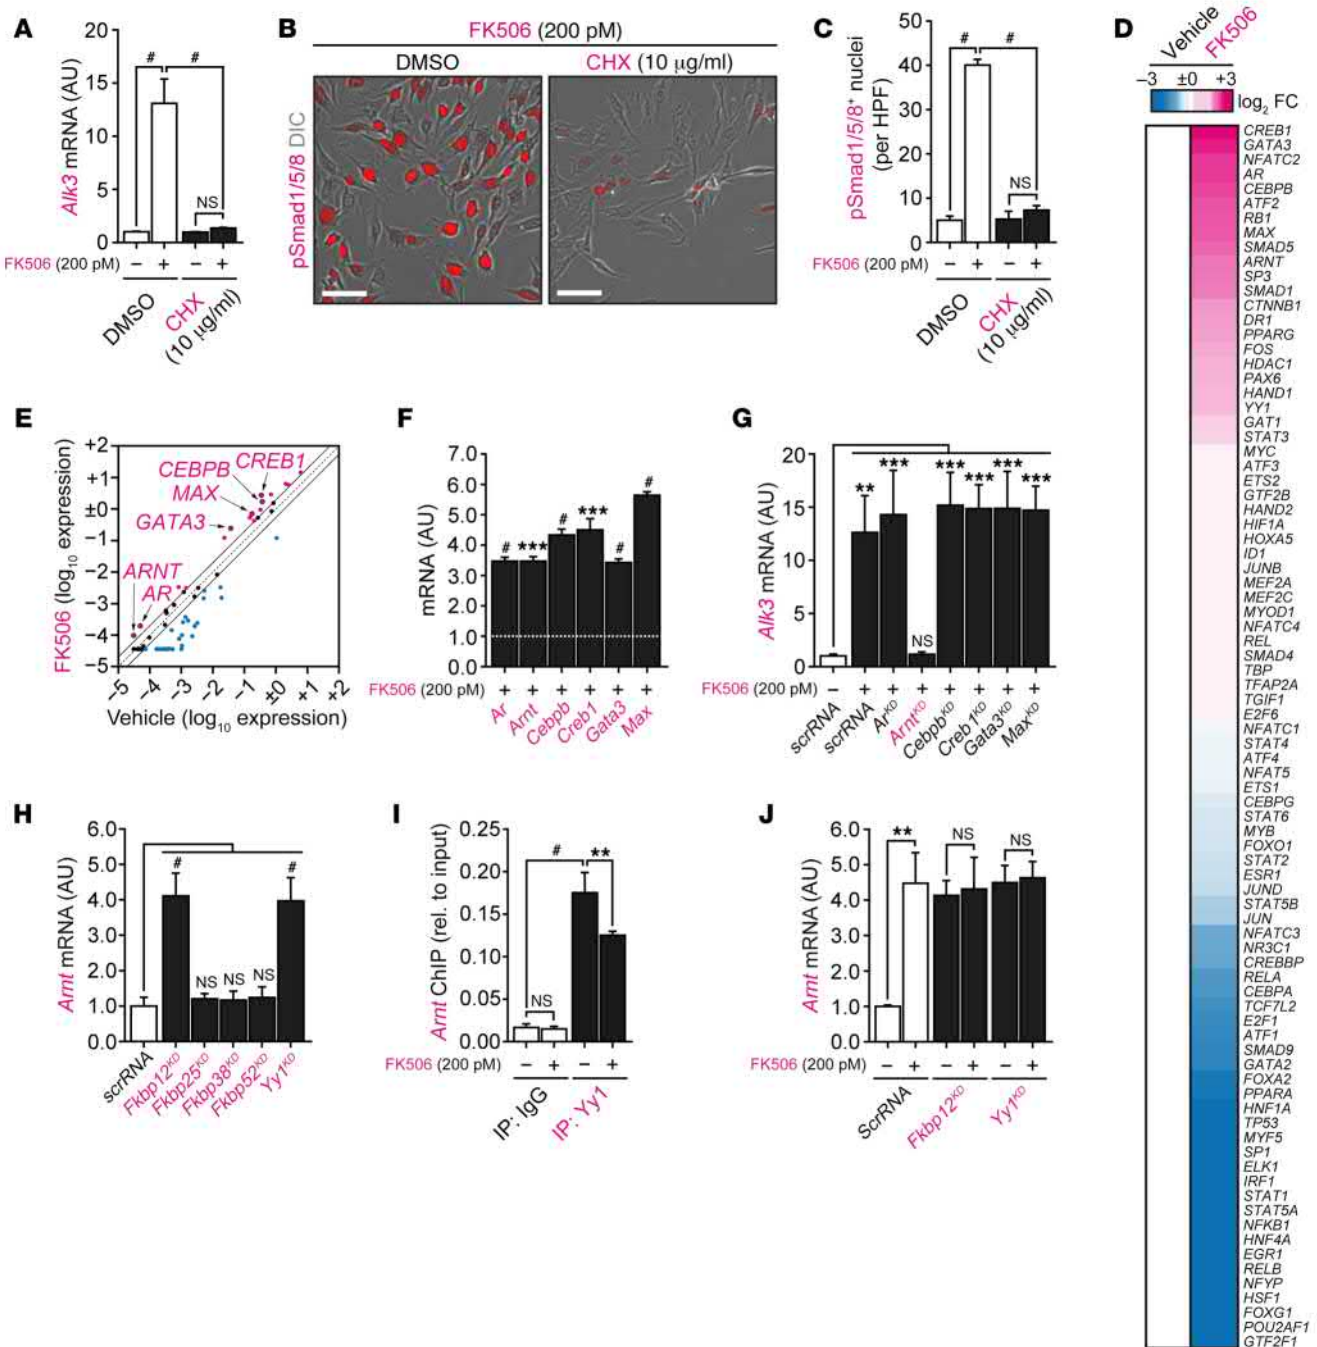 A
20
15
10
5
0
Alk3 mRNA (AU)
#
#
NS
FK506 (200 pM)
− + − +
DMSO
CHX
(10 µg/ml)
B
FK506 (200 pM)
DMSO
CHX (10 µg/ml)
pSmad1/5/8 DIC
C
50
40
30
20
10
0
pSmad1/5/8+ nuclei
(per HPF)
#
#
NS
FK506 (200 pM)
− + − +
DMSO
CHX
(10 µg/ml)
D
Vehicle
FK506
−3 ±0 +3
log2 FC
CREB1
GATA3
NFATC2
AR
CEBPB
ATF2
RB1
MAX
SMAD5
ARNT
SP3
SMAD1
CTNNB1
DR1
PPARG
FOS
HDAC1
PAX6
HAND1
YY1
GAT1
STAT3
MYC
ATF3
ETS2
GTF2B
HAND2
HIF1A
HOXA5
ID1
JUNB
MEF2A
MEF2C
MYOD1
NFATC4
REL
SMAD4
TBP
TFAP2A
TGIF1
E2F6
NFATC1
STAT4
ATF4
NFAT5
ETS1
CEBPG
STAT6
MYB
FOXO1
STAT2
ESR1
JUND
STAT5B
JUN
NFATC3
NR3C1
CREBBP
RELA
CEBPA
TCF7L2
E2F1
ATF1
SMAD9
GATA2
FOXA2
PPARA
HNF1A
TP53
MYF5
SP1
ELK1
IRF1
STAT1
STAT5A
NFKB1
HNF4A
EGR1
RELB
NFYP
HSF1
FOXG1
POU2AF1
GTF2F1
E
+2
+1
±0
−1
−2
−3
−4
−5
FK506 (log10 expression)
CEBPB
CREB1
MAX
GATA3
ARNT
AR
−5 −4 −3 −2 −1 ±0 +1 +2
Vehicle (log10 expression)
F
7.0
6.0
5.0
4.0
3.0
2.0
1.0
0.0
mRNA (AU)
# *** # *** # #
FK506 (200 pM)
+ + + + + +
Ar
Arnt
Cebpb
Creb1
Gata3
Max
G
20
15
10
5
0
Alk3 mRNA (AU)
** *** NS *** *** *** ***
FK506 (200 pM)
− + + + + + + +
scrRNA
scrRNA
ArKD
ArntKD
CebpbKD
Creb1KD
Gata3KD
MaxKD
H
6.0
5.0
4.0
3.0
2.0
1.0
0.0
Arnt mRNA (AU)
# NS NS NS #
scrRNA
Fkbp12KD
Fkbp25KD
Fkbp38KD
Fkbp52KD
Yy1KD
I
0.25
0.20
0.15
0.10
0.05
0.00
Arnt ChIP (rel. to input)
#
**
NS
FK506 (200 pM)
− + − +
IP: IgG
IP: Yy1
J
6.0
5.0
4.0
3.0
2.0
1.0
0.0
Arnt mRNA (AU)
** NS NS
FK506 (200 pM)
− + − + − +
ScrRNA
Fkbp12KD
Yy1KD